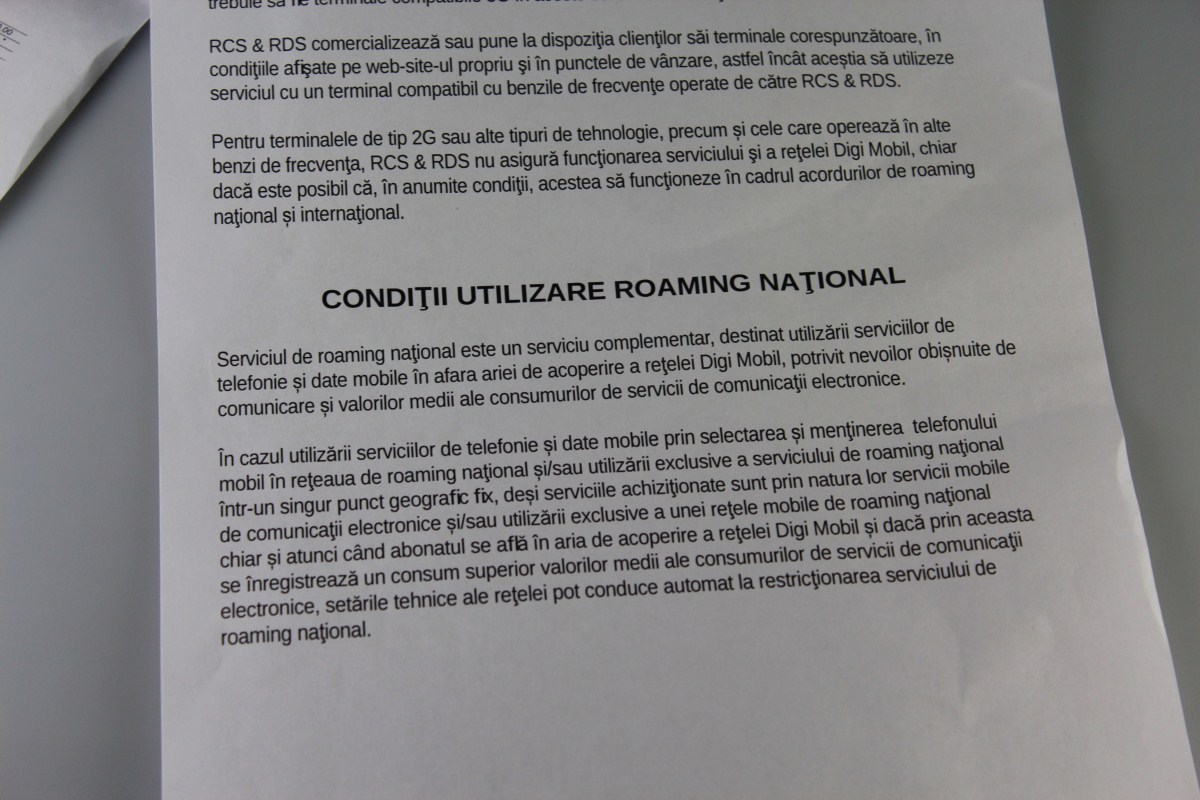 trebuie să fie terminale compatibile 3G în
RCS & RDS comercializează sau pune la dispoziţia clienţilor săi terminale corespunzătoare, în
condiţiile afişate pe web-site-ul propriu şi în punctele de vânzare, astfel încât aceştia să utilizeze
serviciul cu un terminal compatibil cu benzile de frecvenţe operate de către RCS & RDS.
Pentru terminalele de tip 2G sau alte tipuri de tehnologie, precum și cele care operează în alte
benzi de frecvenţa, RCS & RDS nu asigură funcţionarea serviciului şi a reţelei Digi Mobil, chiar
dacă este posibil că, în anumite condiţii, acestea să funcţioneze în cadrul acordurilor de roaming
naţional și internaţional.
CONDIŢII UTILIZARE ROAMING NAŢIONAL
Serviciul de roaming naţional este un serviciu complementar, destinat utilizării serviciilor de
telefonie și date mobile în afara ariei de acoperire a reţelei Digi Mobil, potrivit nevoilor obișnuite de
comunicare și valorilor medii ale consumurilor de servicii de comunicaţii electronice.
În cazul utilizării serviciilor de telefonie și date mobile prin selectarea și menţinerea telefonului
mobil în reţeaua de roaming naţional și/sau utilizării exclusive a serviciului de roaming naţional
într-un singur punct geografic fix, deși serviciile achiziţionate sunt prin natura lor servicii mobile
de comunicaţii electronice și/sau utilizării exclusive a unei reţele mobile de roaming naţional
chiar și atunci când abonatul se află în aria de acoperire a reţelei Digi Mobil și dacă prin aceasta
se înregistrează un consum superior valorilor medii ale consumurilor de servicii de comunicaţii
electronice, setările tehnice ale reţelei pot conduce automat la restricţionarea serviciului de
roaming naţional.